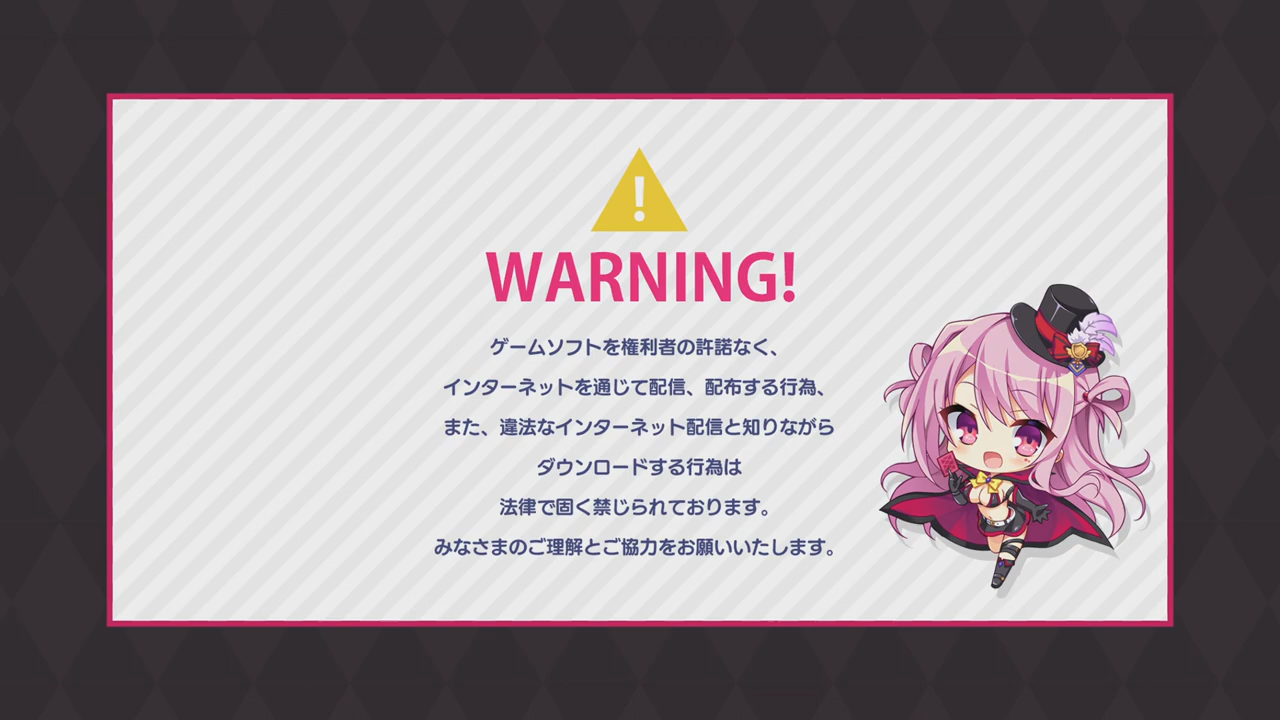 WARNING!
ゲームソフトを権利者の許諾なく、
インターネットを通じて配信、配布する行為、
また、違法なインターネット配信と知りながら
ダウンロードする行為は
法律で固く禁じられております。
みなさまのご理解とご協力をお願いいたします。